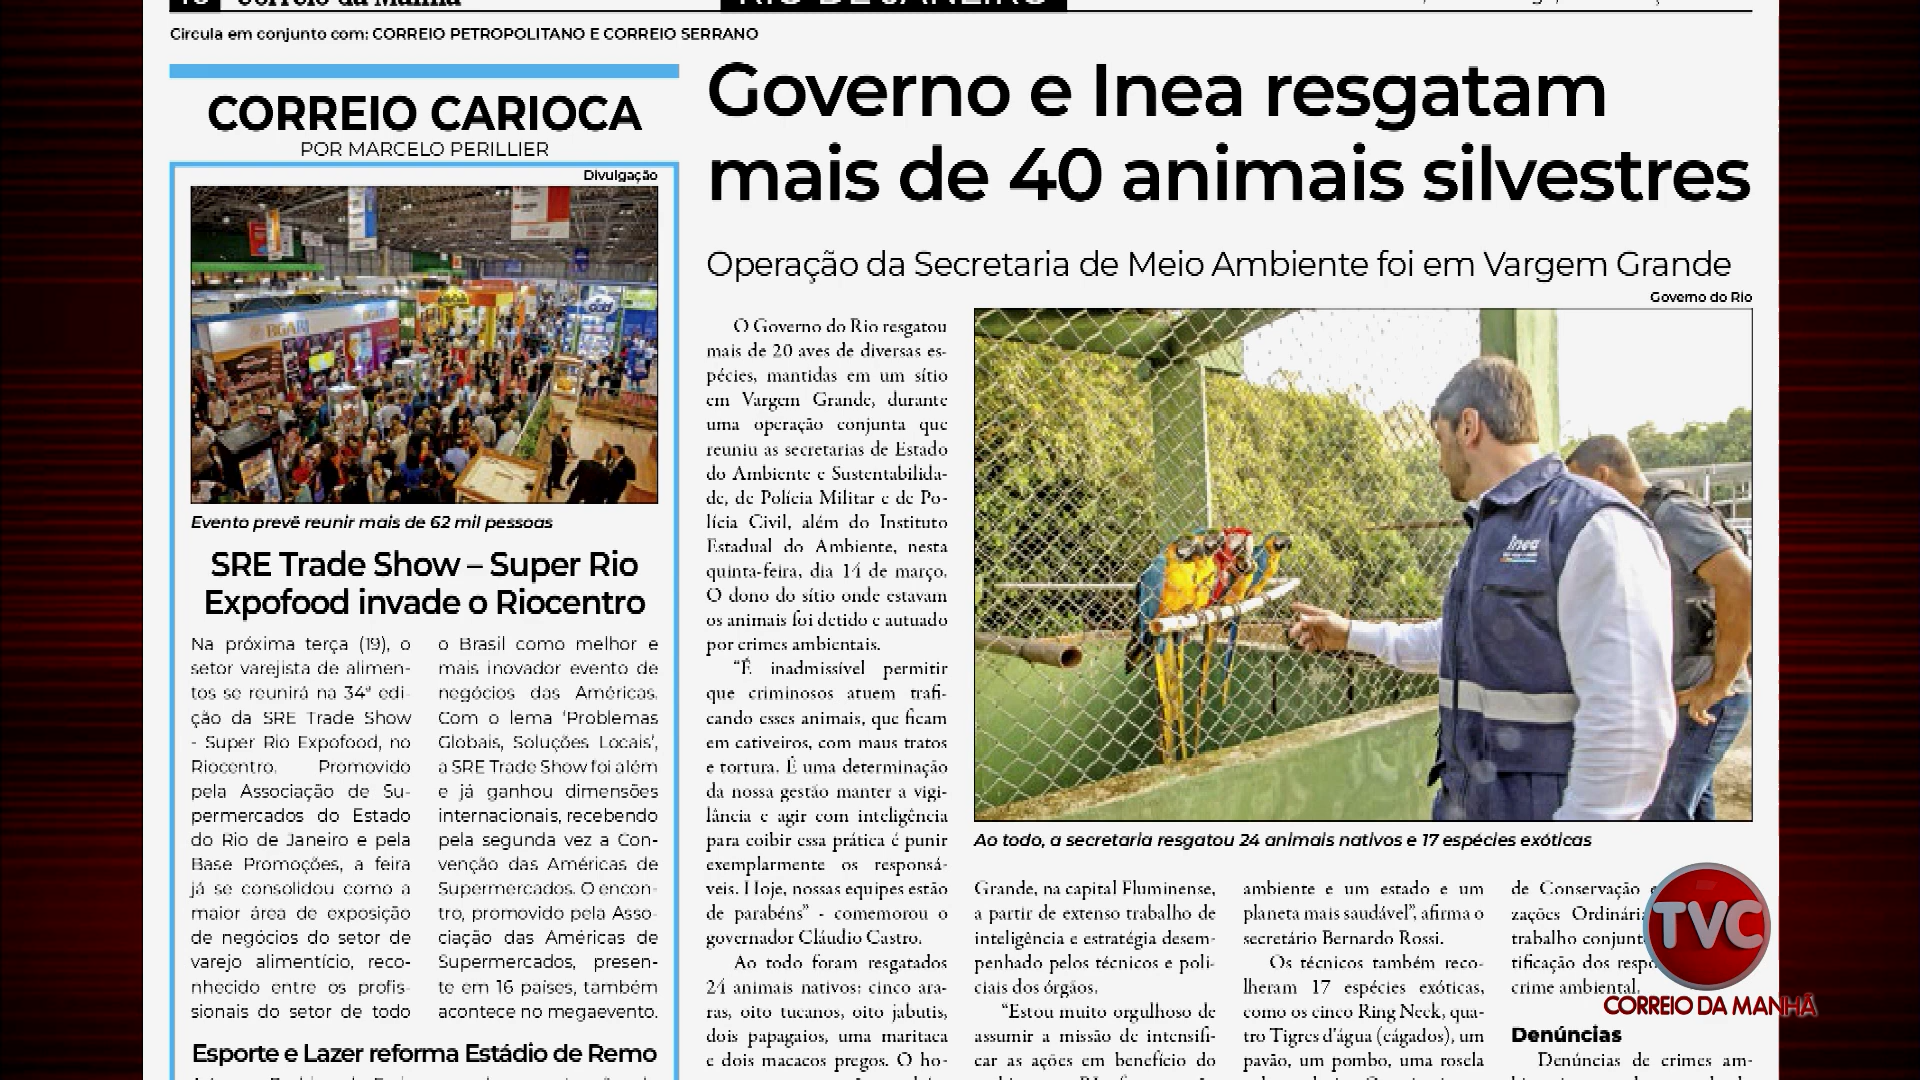 Correio da Manhã
RIO DE JANEIRO
Circula em conjunto com: CORREIO PETROPOLITANO E CORREIO SERRANO
CORREIO CARIOCA
POR MARCELO PERILLIER
Divulgação
Evento prevê reunir mais de 62 mil pessoas
SRE Trade Show – Super Rio
Expofood invade o Riocentro
Na próxima terça (19), o
setor varejista de alimen-
tos se reunirá na 34ª edi-
ção da SRE Trade Show
- Super Rio Expofood, no
Riocentro. Promovido
pela Associação de Su-
permercados do Estado
do Rio de Janeiro e pela
Base Promoções, a feira
já se consolidou como a
maior área de exposição
de negócios do setor de
varejo alimentício, reco-
nhecido entre os profis-
sionais do setor de todo
o Brasil como melhor e
mais inovador evento de
negócios das Américas.
Com o lema ‘Problemas
Globais, Soluções Locais’,
a SRE Trade Show foi além
e já ganhou dimensões
internacionais, recebendo
pela segunda vez a Con-
venção das Américas de
Supermercados. O encon-
tro, promovido pela Asso-
ciação das Américas de
Supermercados, presen-
te em 16 países, também
acontece no megaevento.
Esporte e Lazer reforma Estádio de Remo
Governo e Inea resgatam
mais de 40 animais silvestres
Operação da Secretaria de Meio Ambiente foi em Vargem Grande
Governo do Rio
O Governo do Rio resgatou
mais de 20 aves de diversas es-
pécies, mantidas em um sítio
em Vargem Grande, durante
uma operação conjunta que
reuniu as secretarias de Estado
do Ambiente e Sustentabilida-
de, de Polícia Militar e de Po-
lícia Civil, além do Instituto
Estadual do Ambiente, nesta
quinta-feira, dia 14 de março.
O dono do sítio onde estavam
os animais foi detido e autuado
por crimes ambientais.
“É inadmissível permitir
que criminosos atuem trafi-
cando esses animais, que ficam
em cativeiros, com maus tratos
e tortura. É uma determinação
da nossa gestão manter a vigi-
lância e agir com inteligência
para coibir essa prática é punir
exemplarmente os responsá-
veis. Hoje, nossas equipes estão
de parabéns” - comemorou o
governador Cláudio Castro.
Ao todo foram resgatados
24 animais nativos: cinco ara-
ras, oito tucanos, oito jabutis,
dois papagaios, uma maritaca
e dois macacos pregos. O ho-
Inea
Ao todo, a secretaria resgatou 24 animais nativos e 17 espécies exóticas
Grande, na capital Fluminense,
a partir de extenso trabalho de
inteligência e estratégia desem-
penhado pelos técnicos e poli-
ciais dos órgãos.
“Estou muito orgulhoso de
assumir a missão de intensifi-
car as ações em benefício do
ambiente e um estado e um
planeta mais saudável”, afirma o
secretário Bernardo Rossi.
Os técnicos também reco-
lheram 17 espécies exóticas,
como os cinco Ring Neck, qua-
tro Tigres d'água (cágados), um
pavão, um pombo, uma rosela
de Conservação
zações
trabalho
tificação dos
crime ambiental.
Denúncias
Denúncias de crimes am-
TVC
CORREIO DA MANHÃ